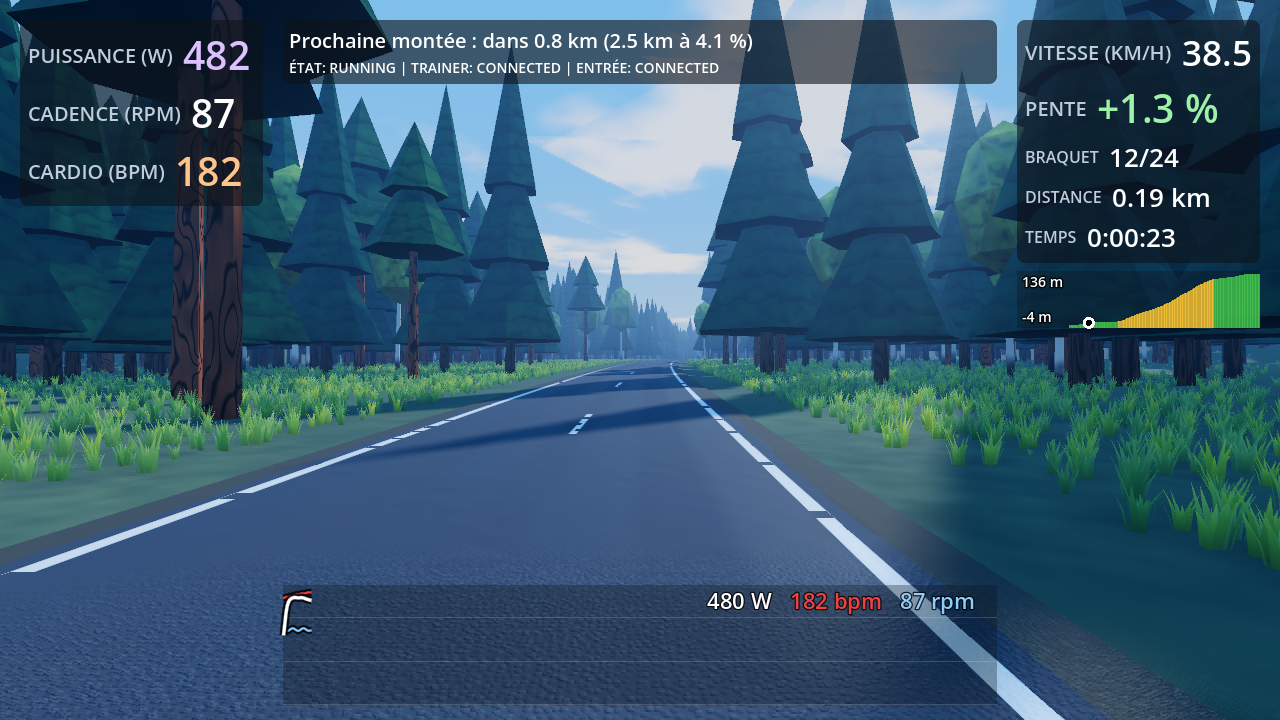 PUISSANCE (W) 482
CADENCE (RPM) 87
CARDIO (BPM) 182
Prochaine montée : dans 0.8 km (2.5 km à 4.1 %)
ÉTAT: RUNNING | TRAINER: CONNECTED | ENTRÉE: CONNECTED
VITESSE (KM/H) 38.5
PENTE +1.3 %
BRAQUET 12/24
DISTANCE 0.19 km
TEMPS 0:00:23
136 m
-4 m
480 W 182 bpm 87 rpm